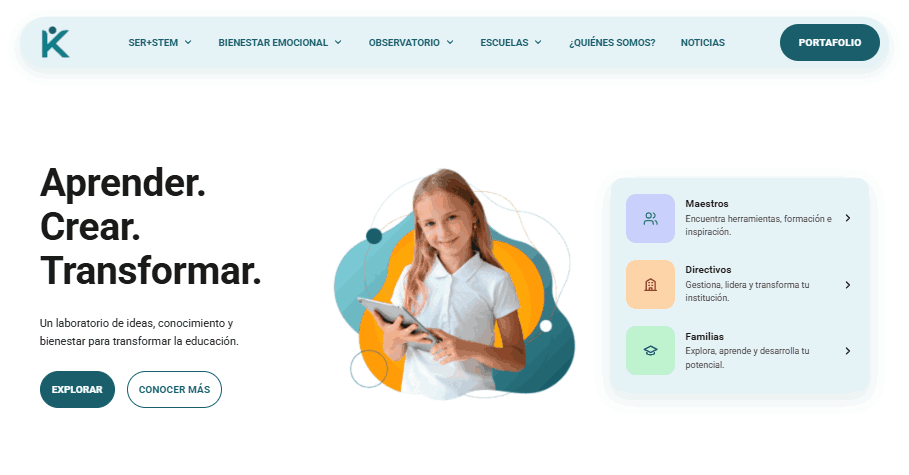 SER+STEM
BIENESTAR EMOCIONAL
OBSERVATORIO
ESCUELAS
¿QUIÉNES SOMOS?
NOTICIAS
PORTAFOLIO
Aprender.
Crear.
Transformar.
Un laboratorio de ideas, conocimiento y
bienestar para transformar la educación.
EXPLORAR
CONOCER MÁS
Maestros
Encuentra herramientas, formación e
inspiración.
Directivos
Gestiona, lidera y transforma tu
institución.
Familias
Explora, aprende y desarrolla tu
potencial.